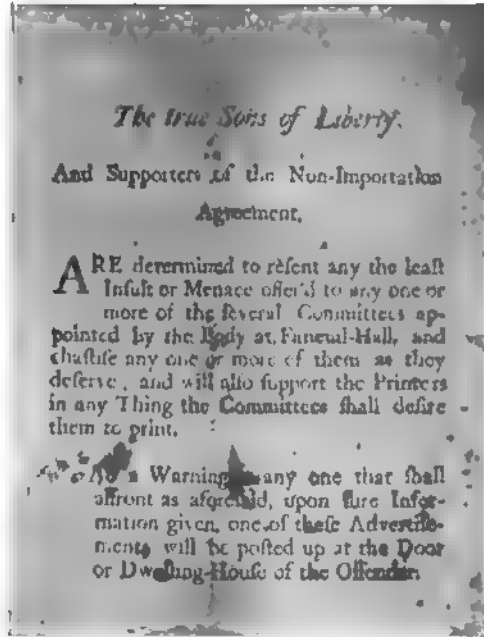 The true Sons of Liberty.
And Supporters of the Non-Importation
Agreement,
ARE determined to reſent any the leaſt
Inſult or Menace offer'd to any one or
more of the ſeveral Committees ap-
pointed by the Body at Faneuil-Hall, and
chaſtiſe any one or more of them as they
deſerve, and will alſo ſupport the Printers
in any Thing the Committees ſhall deſire
them to print.
a Warning any one that ſhall
affront as aforeſaid, upon ſure Infor-
mation given, one of theſe Advertiſe-
ments will be poſted up at the Door
or Dwelling-Houſe of the Offender.